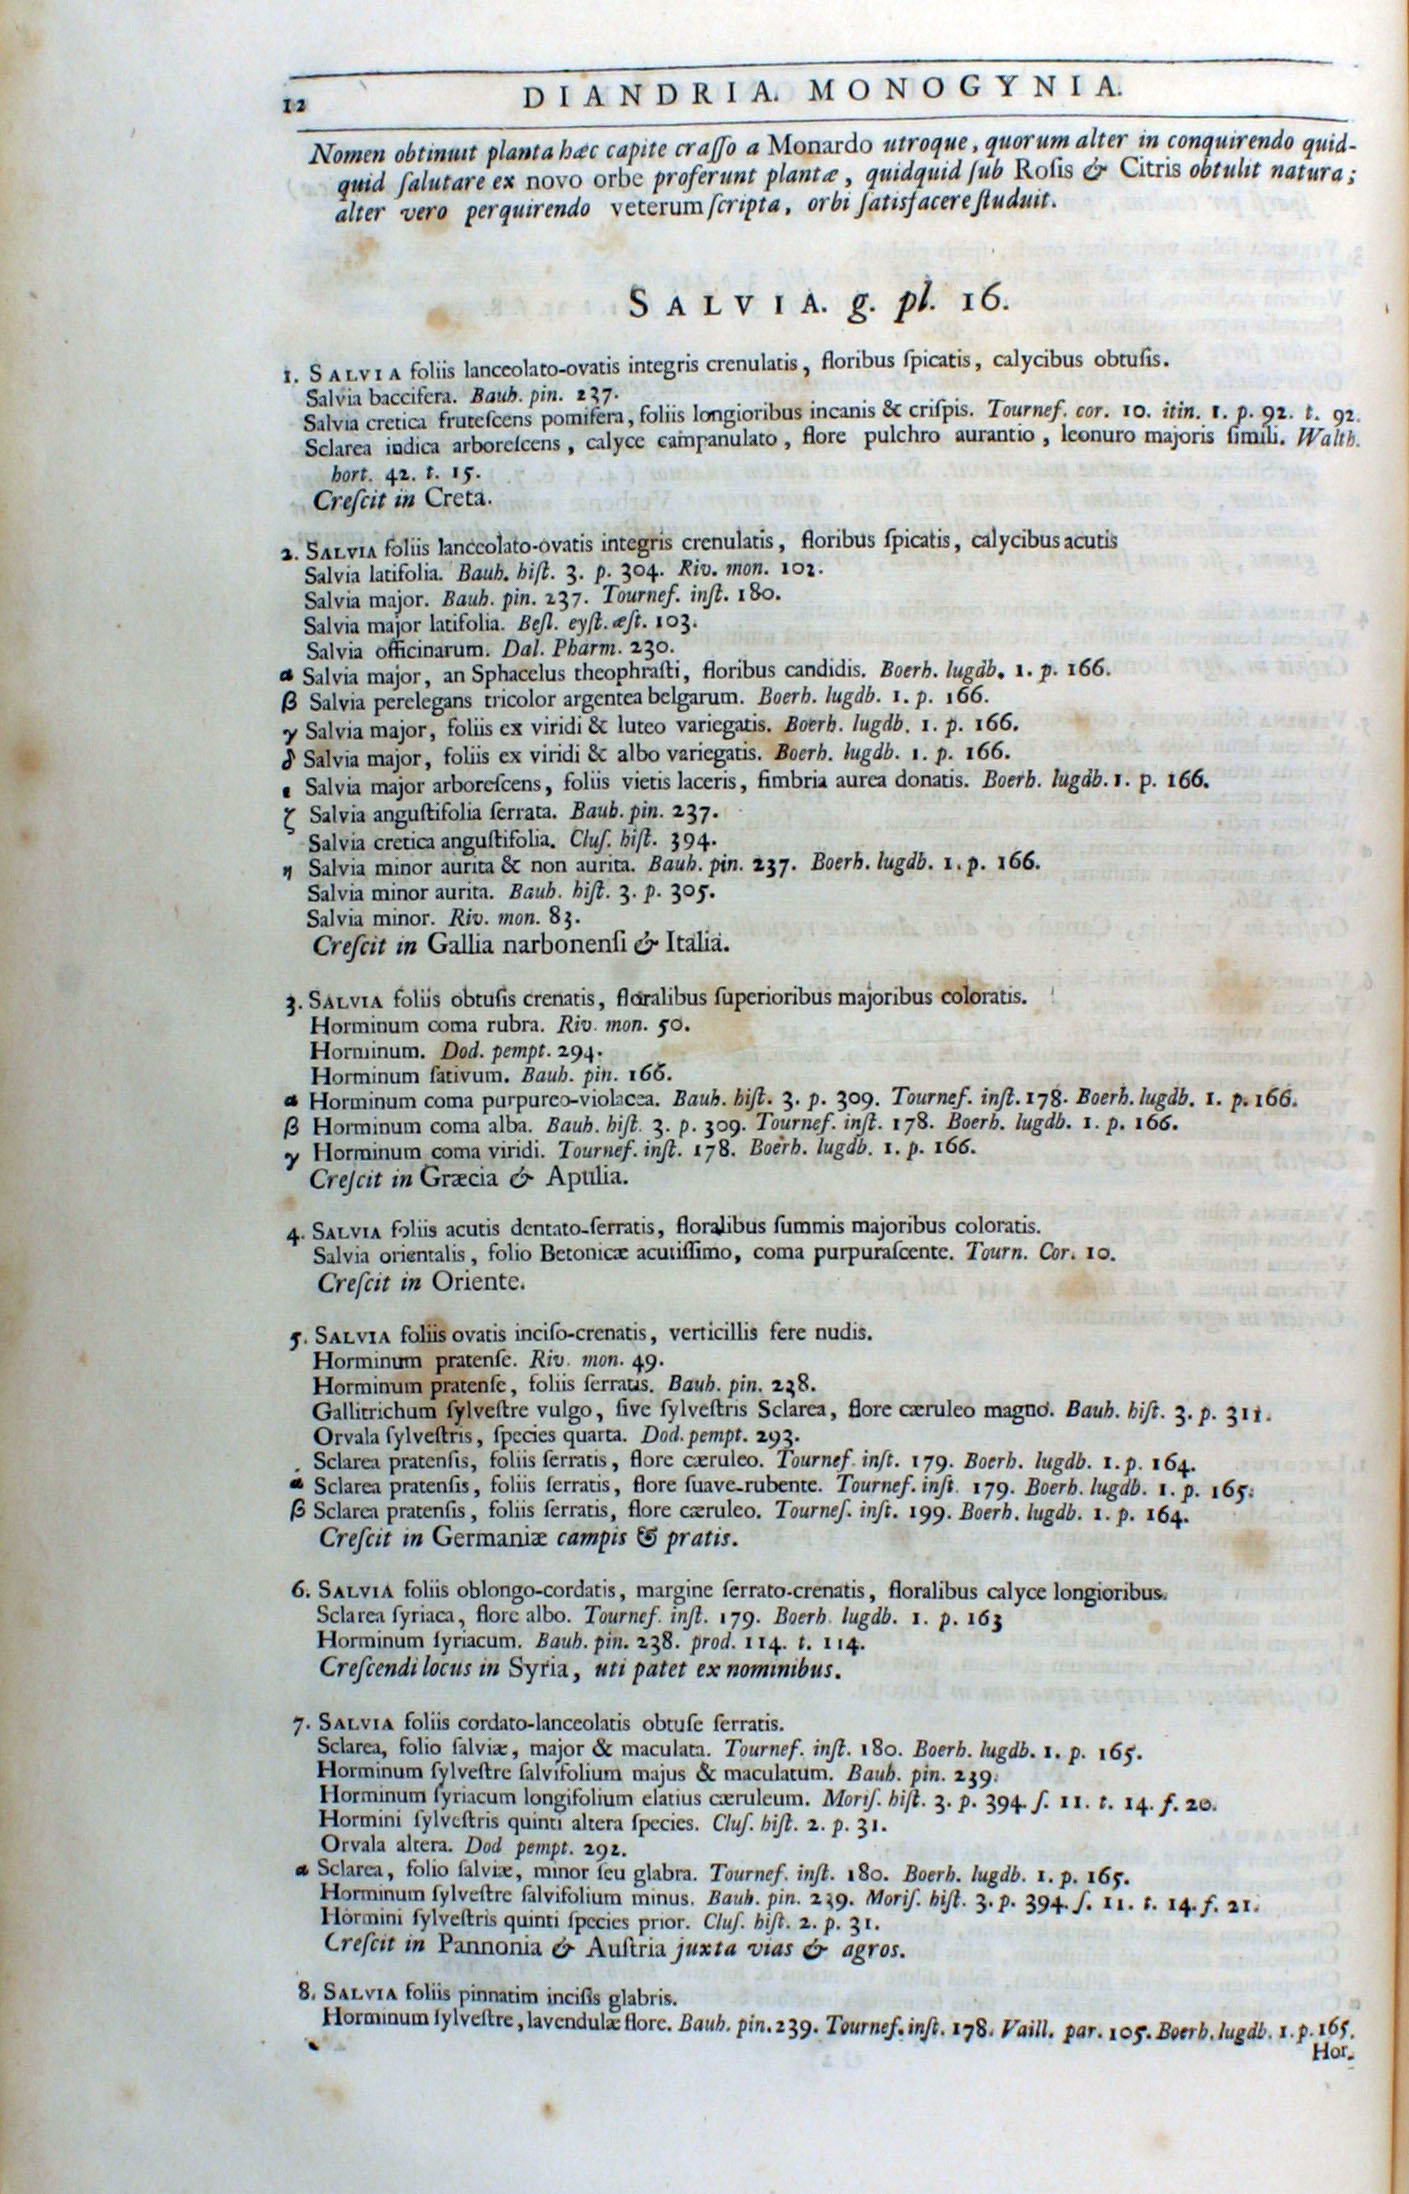 12 DIANDRIA. MONOGYNIA.
Nomen obtinuit planta hæc capite craſſo a Monardo utroque, quorum alter in conquirendo quid-
quid ſalutare ex novo orbe proferunt plantæ, quidquid ſub Roſis & Citris obtulit natura;
alter vero perquirendo veterum ſcripta, orbi ſatisfacere ſtuduit.
SALVIA. g. pl. 16.
1. SALVIA foliis lanceolato-ovatis integris crenulatis, floribus ſpicatis, calycibus obtuſis.
Salvia baccifera. Bauh. pin. 237.
Salvia cretica fruteſcens pomifera, foliis longioribus incanis & criſpis. Tournef. cor. 10. itin. 1. p. 92. t. 92.
Sclarea indica arboreſcens, calyce campanulato, flore pulchro aurantio, leonuro majoris ſimili. Walth.
hort. 42. t. 15.
Creſcit in Creta.
2. SALVIA foliis lanceolato-ovatis integris crenulatis, floribus ſpicatis, calycibus acutis
Salvia latifolia. Bauh. hiſt. 3. p. 304. Riv. mon. 102.
Salvia major. Bauh. pin. 237. Tournef. inſt. 180.
Salvia major latifolia. Beſl. eyſt. æſt. 103.
Salvia officinarum. Dal. Pharm. 230.
α Salvia major, an Sphacelus theophraſti, floribus candidis. Boerh. lugdb. 1. p. 166.
β Salvia perelegans tricolor argentea belgarum. Boerh. lugdb. 1. p. 166.
γ Salvia major, foliis ex viridi & luteo variegatis. Boerh. lugdb. 1. p. 166.
δ Salvia major, foliis ex viridi & albo variegatis. Boerh. lugdb. 1. p. 166.
ε Salvia major arboreſcens, foliis vietis laceris, fimbria aurea donatis. Boerh. lugdb. 1. p. 166.
ζ Salvia anguſtifolia ſerrata. Bauh. pin. 237.
Salvia cretica anguſtifolia. Cluſ. hiſt. 394.
η Salvia minor aurita & non aurita. Bauh. pin. 237. Boerh. lugdb. 1. p. 166.
Salvia minor aurita. Bauh. hiſt. 3. p. 305.
Salvia minor. Riv. mon. 83.
Creſcit in Gallia narbonenſi & Italia.
3. SALVIA foliis obtuſis crenatis, floralibus ſuperioribus majoribus coloratis.
Horminum coma rubra. Riv. mon. 50.
Horminum. Dod. pempt. 294.
Horminum ſativum. Bauh. pin. 166.
α Horminum coma purpureo-violacea. Bauh. hiſt. 3. p. 309. Tournef. inſt. 178. Boerh. lugdb. 1. p. 166.
β Horminum coma alba. Bauh. hiſt. 3. p. 309. Tournef. inſt. 178. Boerh. lugdb. 1. p. 166.
γ Horminum coma viridi. Tournef. inſt. 178. Boerh. lugdb. 1. p. 166.
Creſcit in Græcia & Apulia.
4. SALVIA foliis acutis dentato-ſerratis, floralibus ſummis majoribus coloratis.
Salvia orientalis, folio Betonicæ acutiſſimo, coma purpuraſcente. Tourn. Cor. 10.
Creſcit in Oriente.
5. SALVIA foliis ovatis inciſo-crenatis, verticillis fere nudis.
Horminum pratenſe. Riv. mon. 49.
Horminum pratenſe, foliis ſerratis. Bauh. pin. 238.
Gallitrichum ſylveſtre vulgo, ſive ſylveſtris Sclarea, flore cæruleo magno. Bauh. hiſt. 3. p. 311.
Orvala ſylveſtris, ſpecies quarta. Dod. pempt. 293.
Sclarea pratenſis, foliis ſerratis, flore cæruleo. Tournef. inſt. 179. Boerh. lugdb. 1. p. 164.
α Sclarea pratenſis, foliis ſerratis, flore ſuave-rubente. Tournef. inſt. 179. Boerh. lugdb. 1. p. 165.
β Sclarea pratenſis, foliis ſerratis, flore cæruleo. Tournef. inſt. 199. Boerh. lugdb. 1. p. 164.
Creſcit in Germaniæ campis & pratis.
6. SALVIA foliis oblongo-cordatis, margine ſerrato-crenatis, floralibus calyce longioribus.
Sclarea ſyriaca, flore albo. Tournef. inſt. 179. Boerh. lugdb. 1. p. 163
Horminum ſyriacum. Bauh. pin. 238. prod. 114. t. 114.
Creſcendi locus in Syria, uti patet ex nominibus.
7. SALVIA foliis cordato-lanceolatis obtuſe ſerratis.
Sclarea, folio ſalviæ, major & maculata. Tournef. inſt. 180. Boerh. lugdb. 1. p. 165.
Horminum ſylveſtre ſalvifolium majus & maculatum. Bauh. pin. 239.
Horminum ſyriacum longifolium elatius cæruleum. Moriſ. hiſt. 3. p. 394. ſ. 11. t. 14. f. 20.
Hormini ſylveſtris quinti altera ſpecies. Cluſ. hiſt. 2. p. 31.
Orvala altera. Dod pempt. 292.
α Sclarea, folio ſalviæ, minor ſeu glabra. Tournef. inſt. 180. Boerh. lugdb. 1. p. 165.
Horminum ſylveſtre ſalvifolium minus. Bauh. pin. 239. Moriſ. hiſt. 3. p. 394. ſ. 11. t. 14. f. 21.
Hormini ſylveſtris quinti ſpecies prior. Cluſ. hiſt. 2. p. 31.
Creſcit in Pannonia & Auſtria juxta vias & agros.
8. SALVIA foliis pinnatim inciſis glabris.
Horminum ſylveſtre, lavendulæ flore. Bauh. pin. 239. Tournef. inſt. 178. Vaill. par. 105. Boerh. lugdb. 1. p. 165.
Hor-